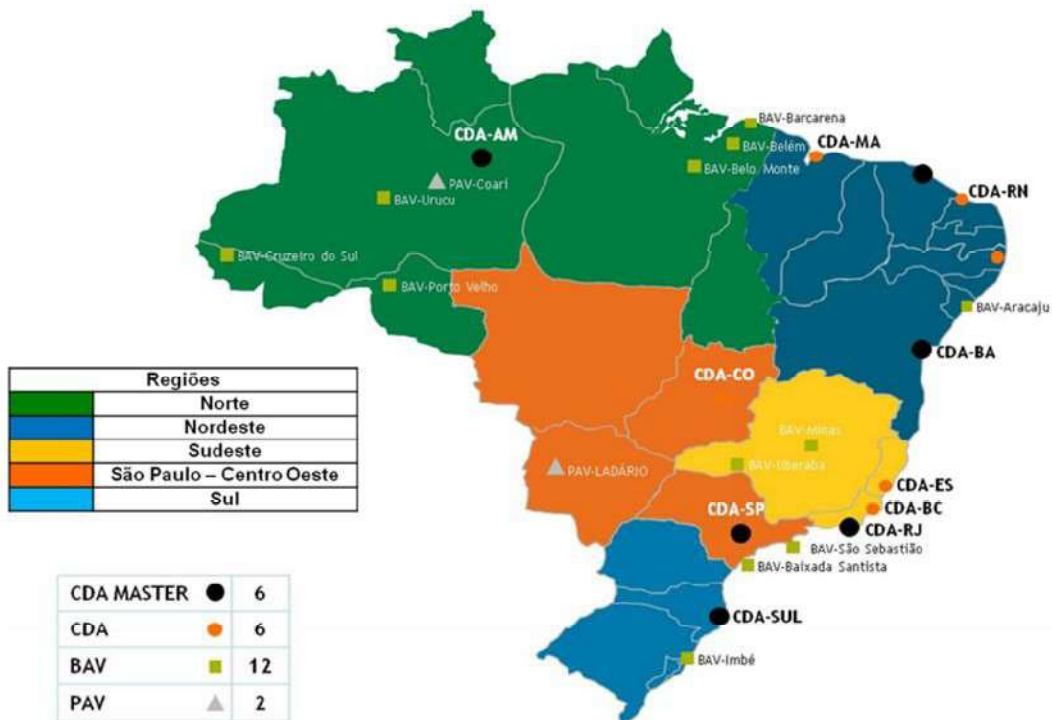 BAV-Barcarena
CDA-AM
BAV-Belém
CDA-MA
BAV-Belo Monte
PAV-Coari
CDA-RN
BAV-Urucu
BAV-Cruzeiro do Sul
BAV-Porto Velho
BAV-Aracaju
CDA-BA
CDA-CO
Regiões
Norte
Nordeste
Sudeste
São Paulo – Centro Oeste
Sul
BAV-Minas
BAV-Uberaba
PAV-LADÁRIO
CDA-ES
CDA-BC
CDA-SP
CDA-RJ
BAV-São Sebastião
BAV-Baixada Santista
CDA-SUL
BAV-Imbé
CDA MASTER 6
CDA 6
BAV 12
PAV 2